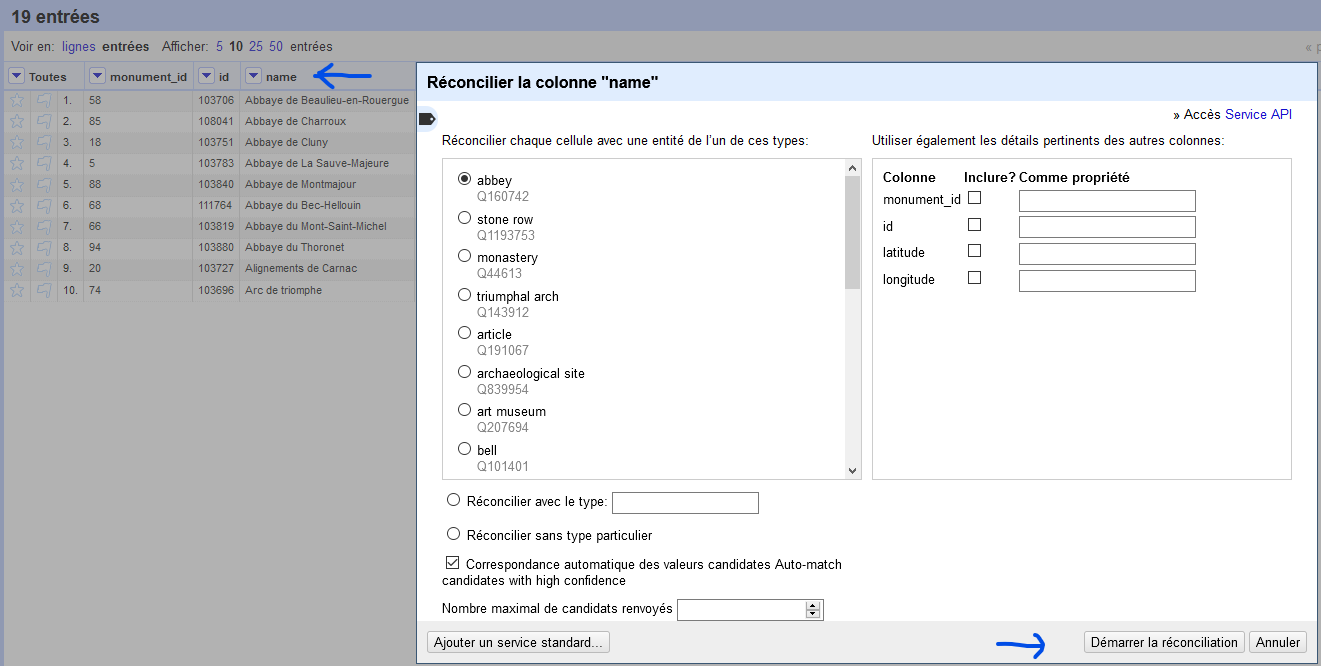 19 entrées
Voir en: lignes entrées Afficher: 5 10 25 50 entrées
«
Toutes monument_id id name
1. 58 103706 Abbaye de Beaulieu-en-Rouergue
2. 85 108041 Abbaye de Charroux
3. 18 103751 Abbaye de Cluny
4. 5 103783 Abbaye de La Sauve-Majeure
5. 88 103840 Abbaye de Montmajour
6. 68 111764 Abbaye du Bec-Hellouin
7. 66 103819 Abbaye du Mont-Saint-Michel
8. 94 103880 Abbaye du Thoronet
9. 20 103727 Alignements de Carnac
10. 74 103696 Arc de triomphe
Réconcilier la colonne "name"
» Accès Service API
Réconcilier chaque cellule avec une entité de l'un de ces types:
abbey
Q160742
stone row
Q1193753
monastery
Q44613
triumphal arch
Q143912
article
Q191067
archaeological site
Q839954
art museum
Q207694
bell
Q101401
Utiliser également les détails pertinents des autres colonnes:
Colonne Inclure? Comme propriété
monument_id
id
latitude
longitude
Réconcilier avec le type:
Réconcilier sans type particulier
Correspondance automatique des valeurs candidates Auto-match
candidates with high confidence
Nombre maximal de candidats renvoyés
Ajouter un service standard... Démarrer la réconciliation Annuler